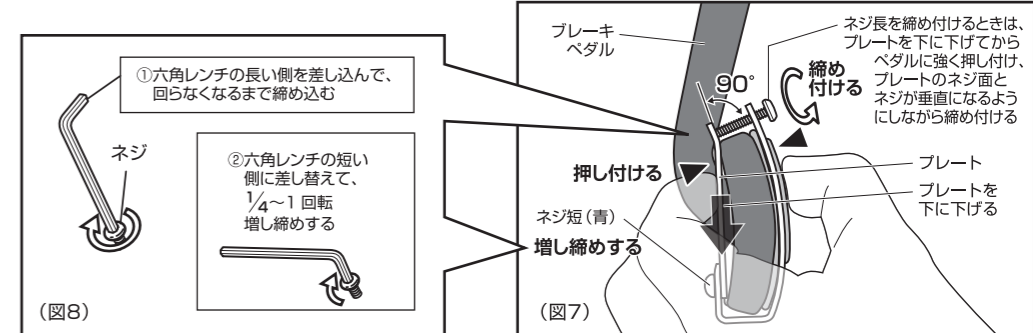 ①六角レンチの長い側を差し込んで、
回らなくなるまで締め込む
ネジ
②六角レンチの短い
側に差し替えて、
1/4〜1 回転
増し締めする
(図8)
ブレーキ
ペダル
90°
締め
付ける
ネジ長を締め付けるときは、
プレートを下に下げてから
ペダルに強く押し付け、
プレートのネジ面と
ネジが垂直になるよう
にしながら締め付ける
押し付ける
プレート
プレートを
下に下げる
ネジ短(青)
増し締めする
(図7)